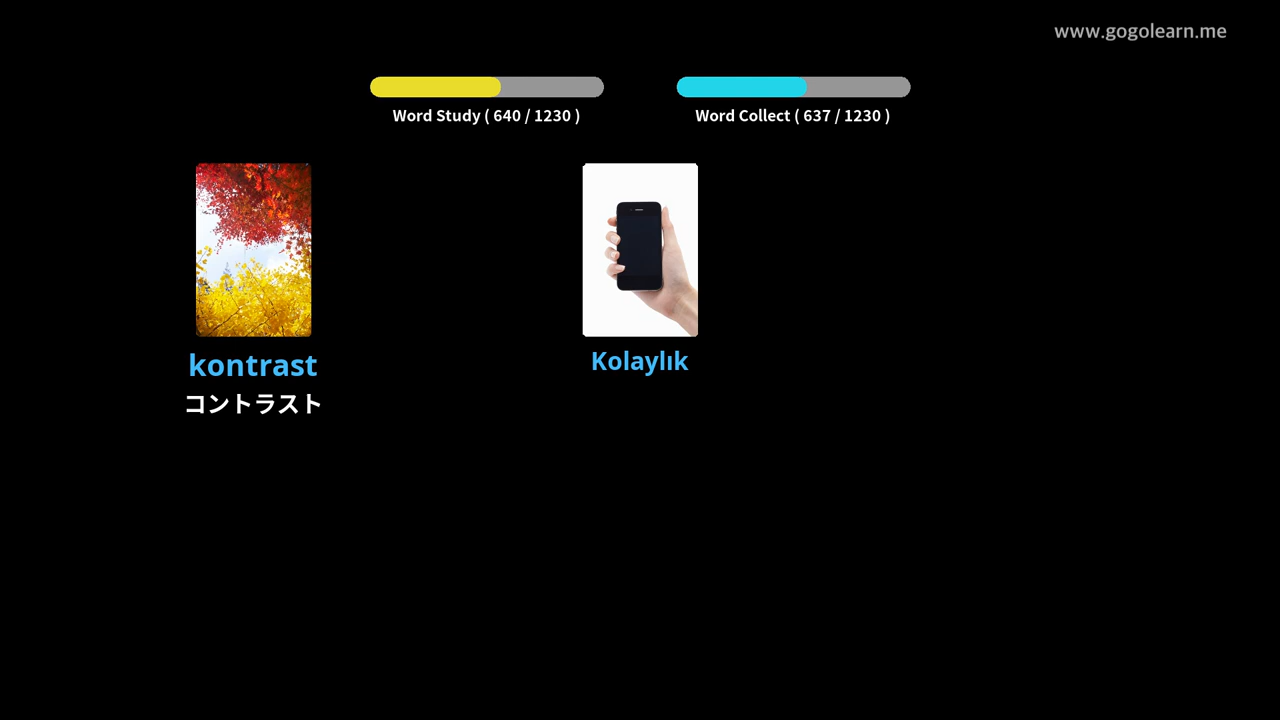 www.gogolearn.me
Word Study ( 640 / 1230 )
Word Collect ( 637 / 1230 )
kontrast
コントラスト
Kolaylık